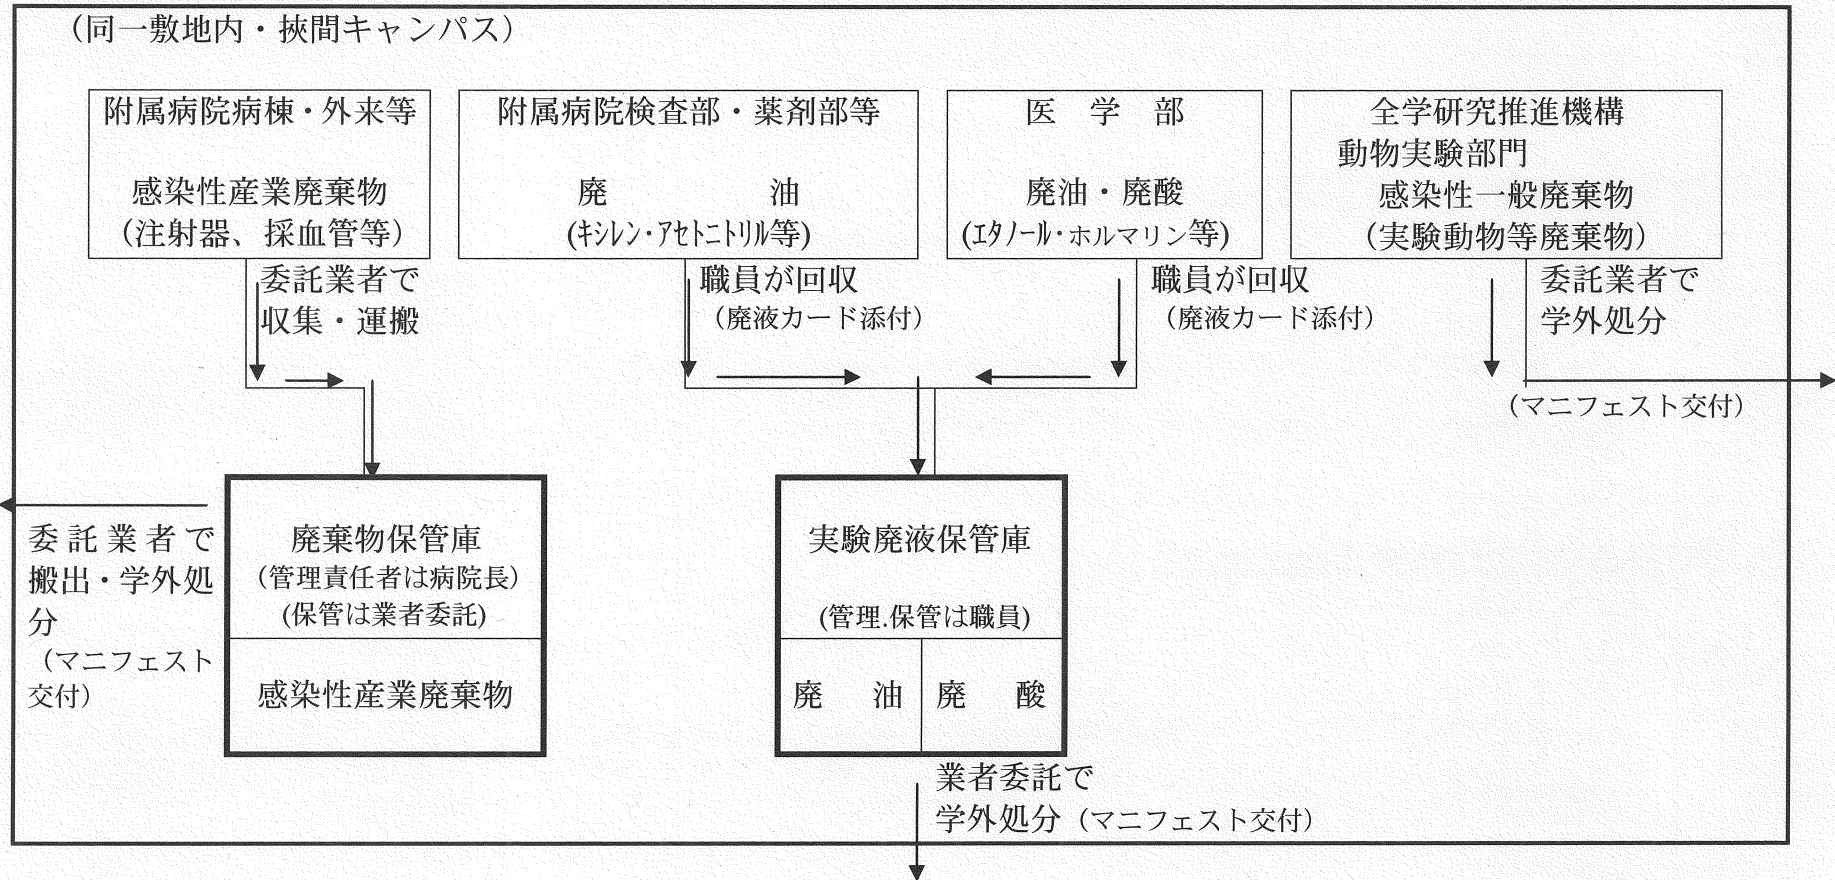 （同一敷地内・挾間キャンパス）
附属病院病棟・外来等
感染性産業廃棄物
（注射器、採血管等）
附属病院検査部・薬剤部等
廃　　　　　油
(ｷｼﾚﾝ･ｱｾﾄﾆﾄﾘﾙ等)
医　学　部
廃油・廃酸
(ｴﾀﾉｰﾙ･ホルマリン等)
全学研究推進機構
動物実験部門
感染性一般廃棄物
（実験動物等廃棄物）
委託業者で
収集・運搬
職員が回収
（廃液カード添付）
職員が回収
（廃液カード添付）
委託業者で
学外処分
（マニフェスト交付）
委託業者で
搬出・学外処
分
（マニフェスト
交付）
廃棄物保管庫
（管理責任者は病院長）
(保管は業者委託)
感染性産業廃棄物
実験廃液保管庫
(管理.保管は職員)
廃　油
廃　酸
業者委託で
学外処分（マニフェスト交付）